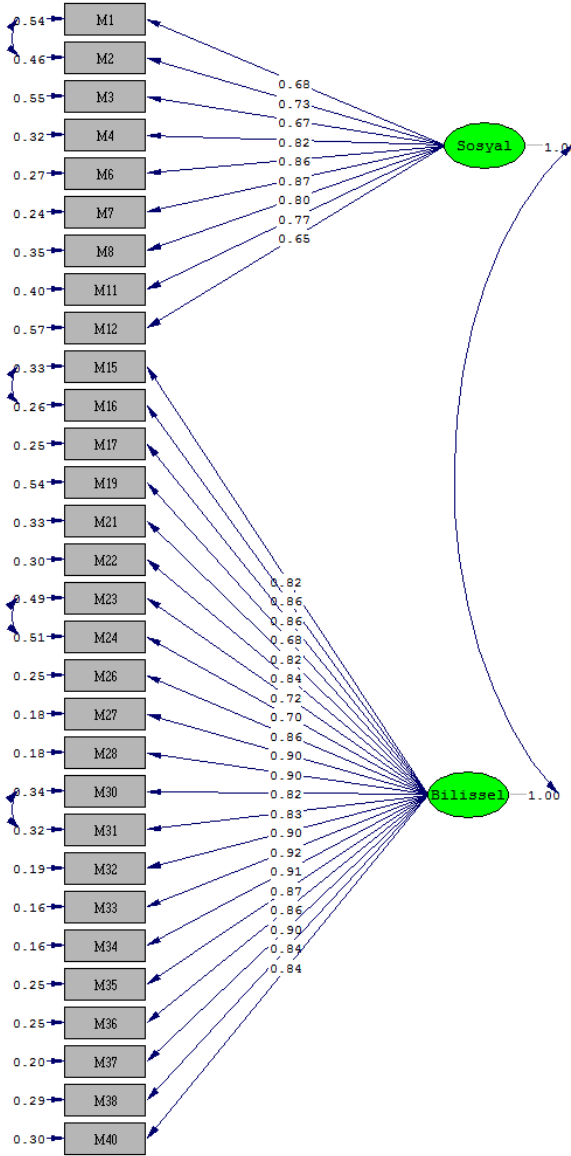 0.54 M1
0.46 M2
0.55 M3
0.32 M4
0.27 M6
0.24 M7
0.35 M8
0.40 M11
0.57 M12
0.33 M15
0.26 M16
0.25 M17
0.54 M19
0.33 M21
0.30 M22
0.49 M23
0.51 M24
0.25 M26
0.18 M27
0.18 M28
0.34 M30
0.32 M31
0.19 M32
0.16 M33
0.16 M34
0.25 M35
0.25 M36
0.20 M37
0.29 M38
0.30 M40
0.68
0.73
0.67
0.82
0.86
0.87
0.80
0.77
0.65
Sosyal 1.00
0.82
0.86
0.86
0.68
0.82
0.84
0.72
0.70
0.86
0.90
0.90
0.82
0.83
0.90
0.92
0.91
0.87
0.86
0.90
0.84
0.84
Bilissel 1.00